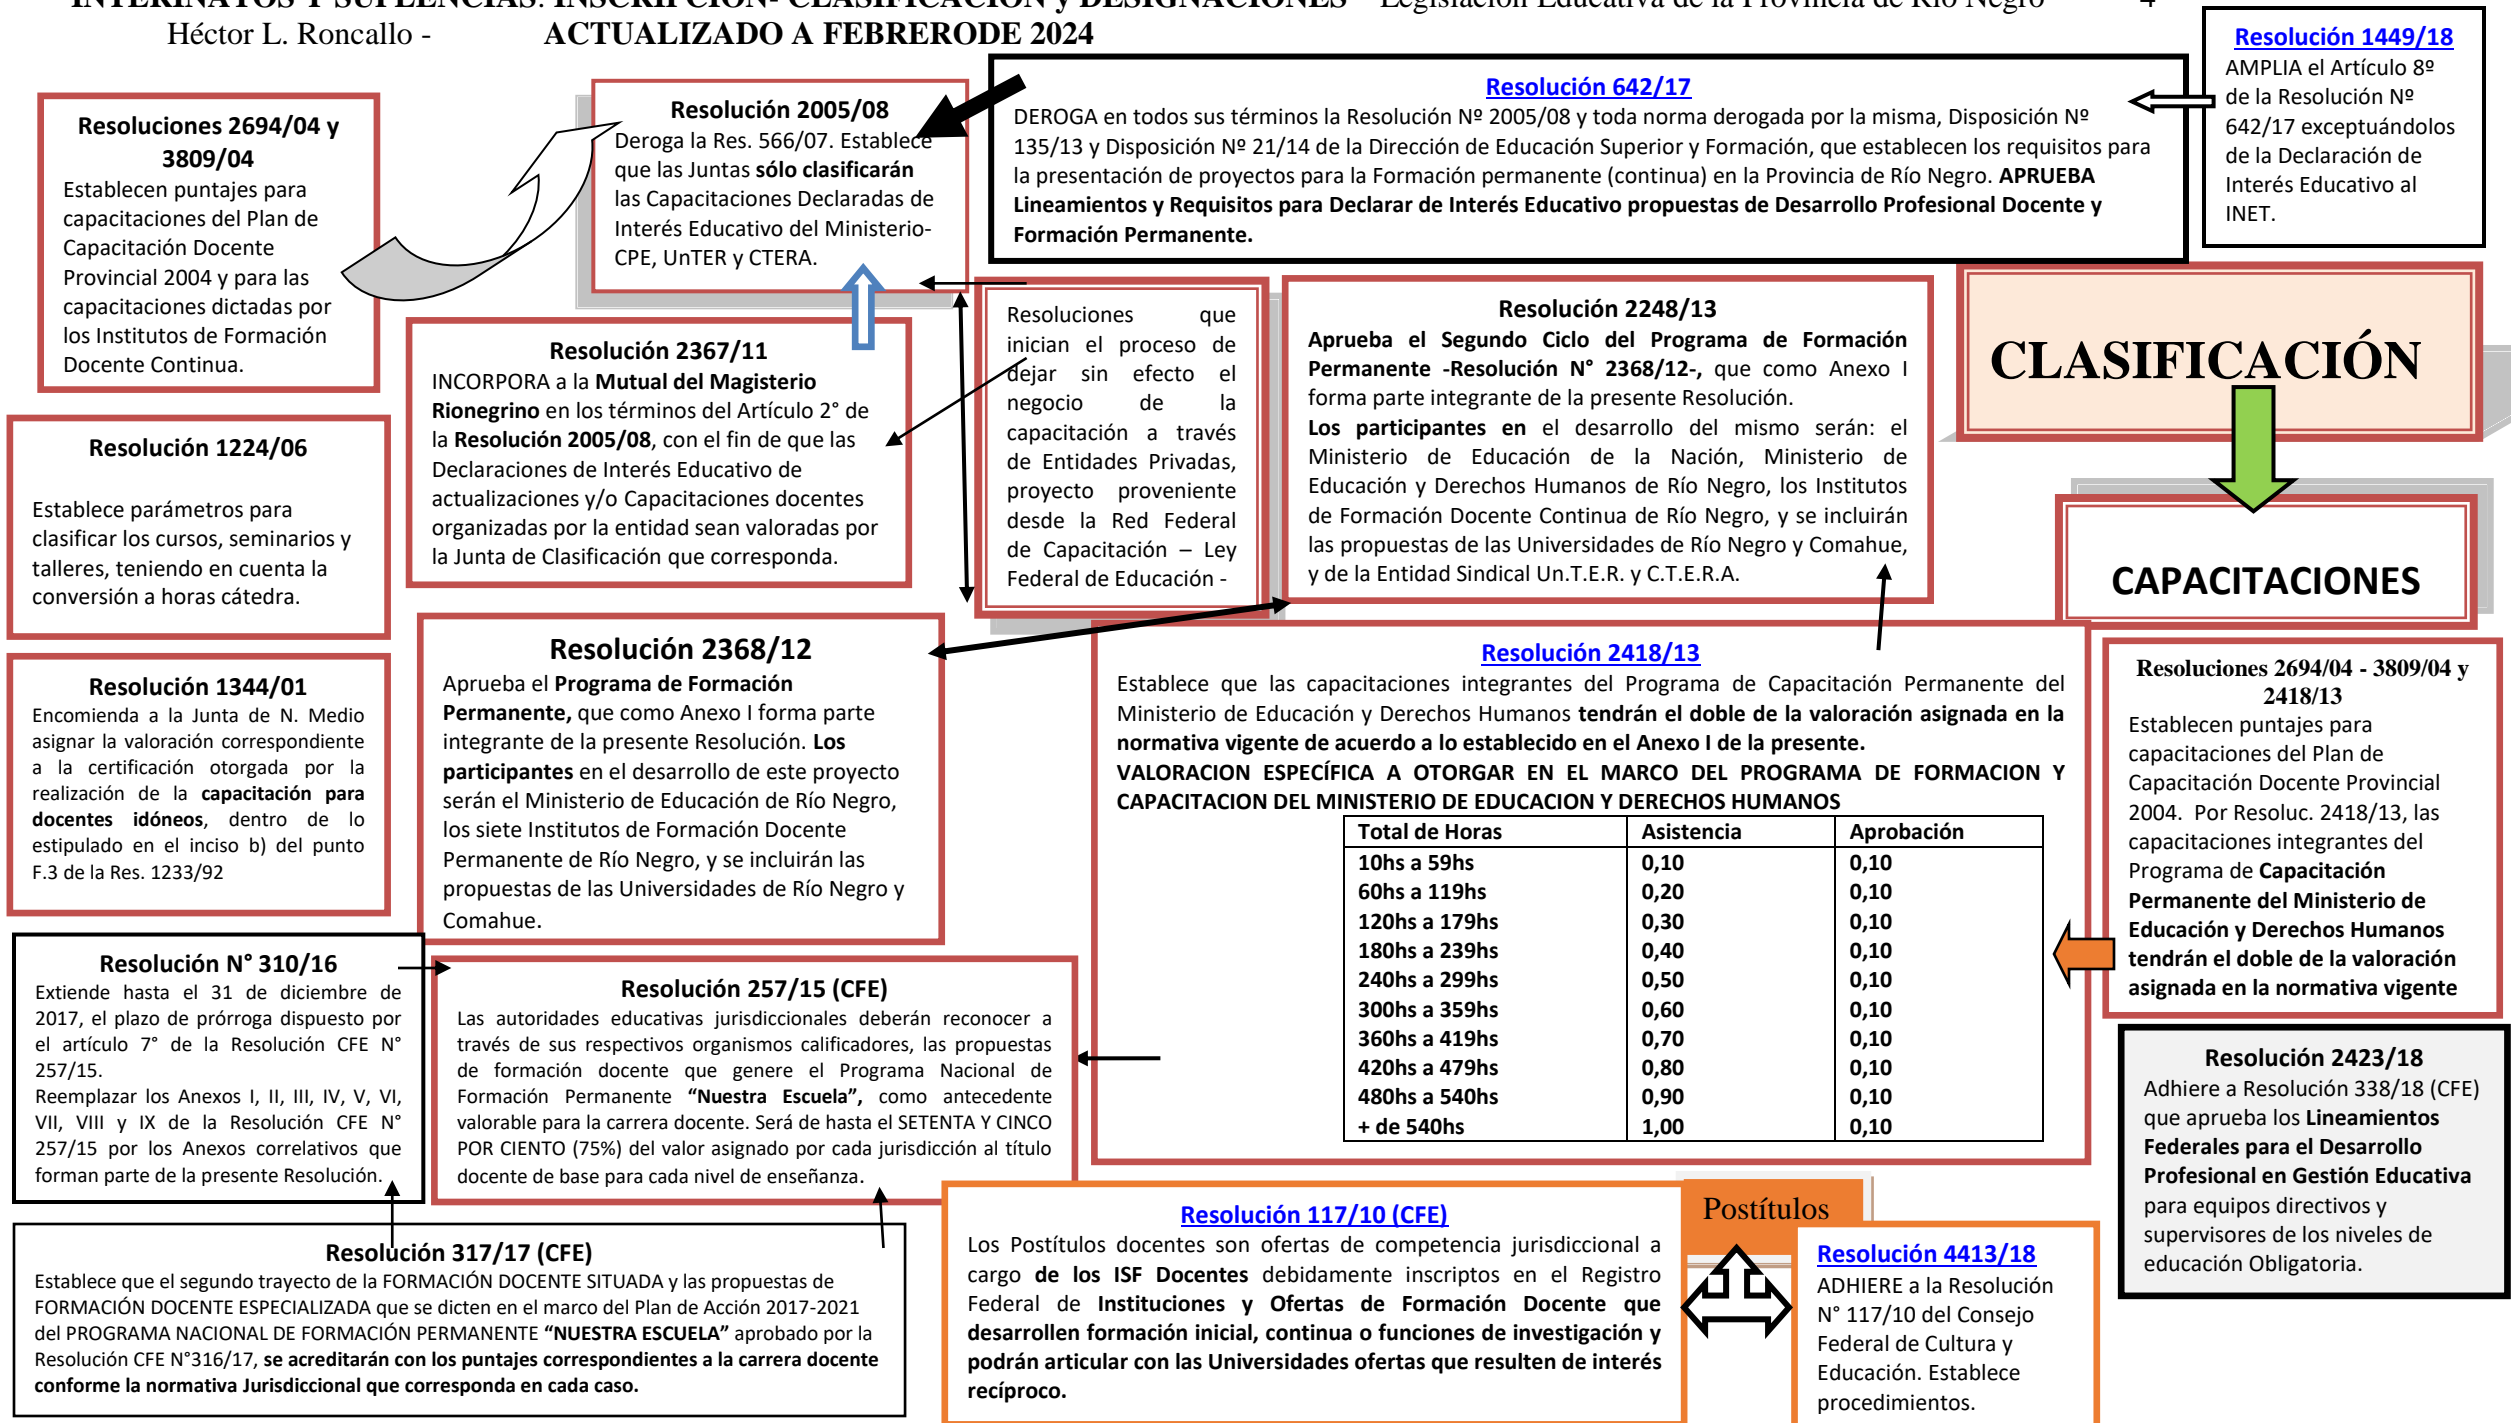 INTERINATOS Y SUPLENCIAS: INSCRIPCIÓN- CLASIFICACIÓN y DESIGNACIONES – Legislación Educativa de la Provincia de Río Negro 4
Héctor L. Roncallo - ACTUALIZADO A FEBRERODE 2024
Resoluciones 2694/04 y
3809/04
Establecen puntajes para
capacitaciones del Plan de
Capacitación Docente
Provincial 2004 y para las
capacitaciones dictadas por
los Institutos de Formación
Docente Continua.
Resolución 2005/08
Deroga la Res. 566/07. Establece
que las Juntas sólo clasificarán
las Capacitaciones Declaradas de
Interés Educativo del Ministerio-
CPE, UnTER y CTERA.
Resolución 642/17
DEROGA en todos sus términos la Resolución Nº 2005/08 y toda norma derogada por la misma, Disposición Nº
135/13 y Disposición Nº 21/14 de la Dirección de Educación Superior y Formación, que establecen los requisitos para
la presentación de proyectos para la Formación permanente (continua) en la Provincia de Río Negro. APRUEBA
Lineamientos y Requisitos para Declarar de Interés Educativo propuestas de Desarrollo Profesional Docente y
Formación Permanente.
Resolución 1449/18
AMPLIA el Artículo 8º
de la Resolución Nº
642/17 exceptuándolos
de la Declaración de
Interés Educativo al
INET.
Resolución 2367/11
INCORPORA a la Mutual del Magisterio
Rionegrino en los términos del Artículo 2° de
la Resolución 2005/08, con el fin de que las
Declaraciones de Interés Educativo de
actualizaciones y/o Capacitaciones docentes
organizadas por la entidad sean valoradas por
la Junta de Clasificación que corresponda.
Resoluciones que
inician el proceso de
dejar sin efecto el
negocio de la
capacitación a través
de Entidades Privadas,
proyecto proveniente
desde la Red Federal
de Capacitación – Ley
Federal de Educación -
Resolución 2248/13
Aprueba el Segundo Ciclo del Programa de Formación
Permanente -Resolución N° 2368/12-, que como Anexo I
forma parte integrante de la presente Resolución.
Los participantes en el desarrollo del mismo serán: el
Ministerio de Educación de la Nación, Ministerio de
Educación y Derechos Humanos de Río Negro, los Institutos
de Formación Docente Continua de Río Negro, y se incluirán
las propuestas de las Universidades de Río Negro y Comahue,
y de la Entidad Sindical Un.T.E.R. y C.T.E.R.A.
CLASIFICACIÓN
CAPACITACIONES
Resolución 1224/06
Establece parámetros para
clasificar los cursos, seminarios y
talleres, teniendo en cuenta la
conversión a horas cátedra.
Resolución 1344/01
Encomienda a la Junta de N. Medio
asignar la valoración correspondiente
a la certificación otorgada por la
realización de la capacitación para
docentes idóneos, dentro de lo
estipulado en el inciso b) del punto
F.3 de la Res. 1233/92
Resolución 2368/12
Aprueba el Programa de Formación
Permanente, que como Anexo I forma parte
integrante de la presente Resolución. Los
participantes en el desarrollo de este proyecto
serán el Ministerio de Educación de Río Negro,
los siete Institutos de Formación Docente
Permanente de Río Negro, y se incluirán las
propuestas de las Universidades de Río Negro y
Comahue.
Resolución 2418/13
Establece que las capacitaciones integrantes del Programa de Capacitación Permanente del
Ministerio de Educación y Derechos Humanos tendrán el doble de la valoración asignada en la
normativa vigente de acuerdo a lo establecido en el Anexo I de la presente.
VALORACION ESPECÍFICA A OTORGAR EN EL MARCO DEL PROGRAMA DE FORMACION Y
CAPACITACION DEL MINISTERIO DE EDUCACION Y DERECHOS HUMANOS
Total de Horas Asistencia Aprobación
10hs a 59hs 0,10 0,10
60hs a 119hs 0,20 0,10
120hs a 179hs 0,30 0,10
180hs a 239hs 0,40 0,10
240hs a 299hs 0,50 0,10
300hs a 359hs 0,60 0,10
360hs a 419hs 0,70 0,10
420hs a 479hs 0,80 0,10
480hs a 540hs 0,90 0,10
+ de 540hs 1,00 0,10
Resoluciones 2694/04 - 3809/04 y
2418/13
Establecen puntajes para
capacitaciones del Plan de
Capacitación Docente Provincial
2004. Por Resoluc. 2418/13, las
capacitaciones integrantes del
Programa de Capacitación
Permanente del Ministerio de
Educación y Derechos Humanos
tendrán el doble de la valoración
asignada en la normativa vigente
Resolución N° 310/16
Extiende hasta el 31 de diciembre de
2017, el plazo de prórroga dispuesto por
el artículo 7° de la Resolución CFE N°
257/15.
Reemplazar los Anexos I, II, III, IV, V, VI,
VII, VIII y IX de la Resolución CFE N°
257/15 por los Anexos correlativos que
forman parte de la presente Resolución.
Resolución 257/15 (CFE)
Las autoridades educativas jurisdiccionales deberán reconocer a
través de sus respectivos organismos calificadores, las propuestas
de formación docente que genere el Programa Nacional de
Formación Permanente “Nuestra Escuela”, como antecedente
valorable para la carrera docente. Será de hasta el SETENTA Y CINCO
POR CIENTO (75%) del valor asignado por cada jurisdicción al título
docente de base para cada nivel de enseñanza.
Resolución 2423/18
Adhiere a Resolución 338/18 (CFE)
que aprueba los Lineamientos
Federales para el Desarrollo
Profesional en Gestión Educativa
para equipos directivos y
supervisores de los niveles de
educación Obligatoria.
Resolución 317/17 (CFE)
Establece que el segundo trayecto de la FORMACIÓN DOCENTE SITUADA y las propuestas de
FORMACIÓN DOCENTE ESPECIALIZADA que se dicten en el marco del Plan de Acción 2017-2021
del PROGRAMA NACIONAL DE FORMACIÓN PERMANENTE “NUESTRA ESCUELA” aprobado por la
Resolución CFE N°316/17, se acreditarán con los puntajes correspondientes a la carrera docente
conforme la normativa Jurisdiccional que corresponda en cada caso.
Resolución 117/10 (CFE)
Los Postítulos docentes son ofertas de competencia jurisdiccional a
cargo de los ISF Docentes debidamente inscriptos en el Registro
Federal de Instituciones y Ofertas de Formación Docente que
desarrollen formación inicial, continua o funciones de investigación y
podrán articular con las Universidades ofertas que resulten de interés
recíproco.
Postítulos
Resolución 4413/18
ADHIERE a la Resolución
N° 117/10 del Consejo
Federal de Cultura y
Educación. Establece
procedimientos.